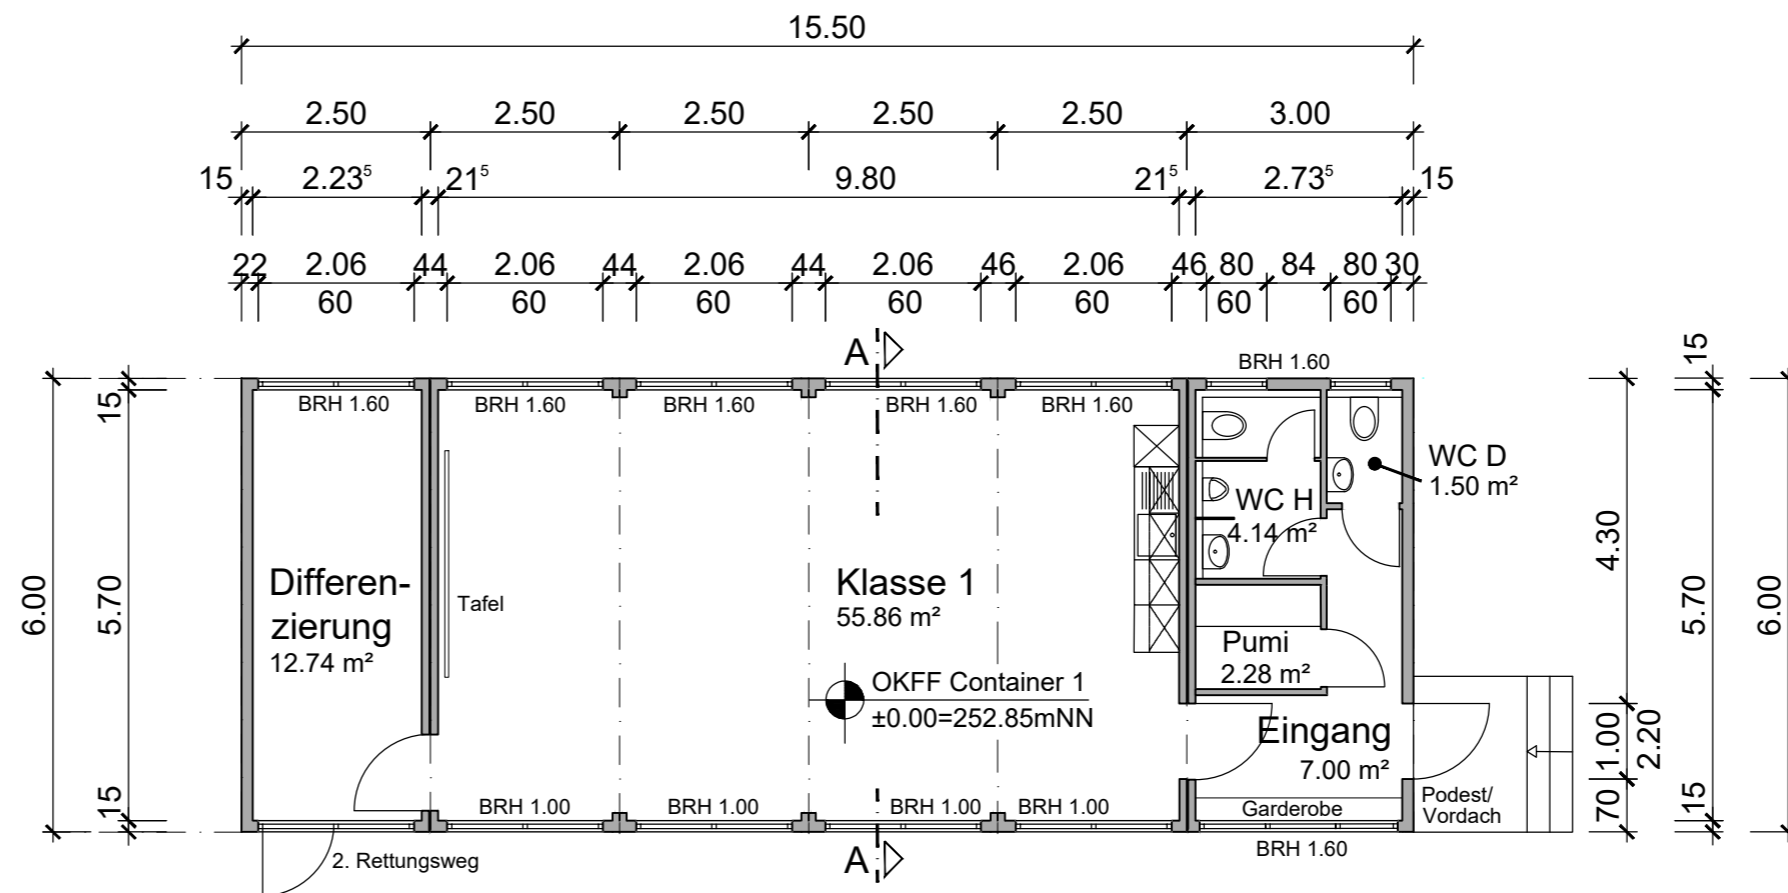 15.50
2.50 2.50 2.50 2.50 2.50 3.00
15 2.23⁵ 21⁵ 9.80 21⁵ 2.73⁵ 15
22 2.06 44 2.06 44 2.06 44 2.06 46 2.06 46 80 84 80 30
60 60 60 60 60 60 60
A
BRH 1.60
BRH 1.60 BRH 1.60 BRH 1.60 BRH 1.60 BRH 1.60
15
15
WC D
1.50 m²
WC H
4.14 m²
6.00
5.70
4.30
5.70
6.00
Differen-
zierung
12.74 m²
Tafel
Klasse 1
55.86 m²
Pumi
2.28 m²
OKFF Container 1
±0.00=252.85mNN
Eingang
7.00 m²
1.00
2.20
15
70
15
BRH 1.00 BRH 1.00 BRH 1.00 BRH 1.00
Garderobe
Podest/
Vordach
2. Rettungsweg
A
BRH 1.60